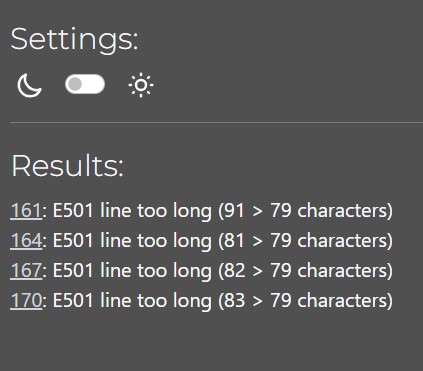 Settings:
Results:
161: E501 line too long (91 > 79 characters)
164: E501 line too long (81 > 79 characters)
167: E501 line too long (82 > 79 characters)
170: E501 line too long (83 > 79 characters)